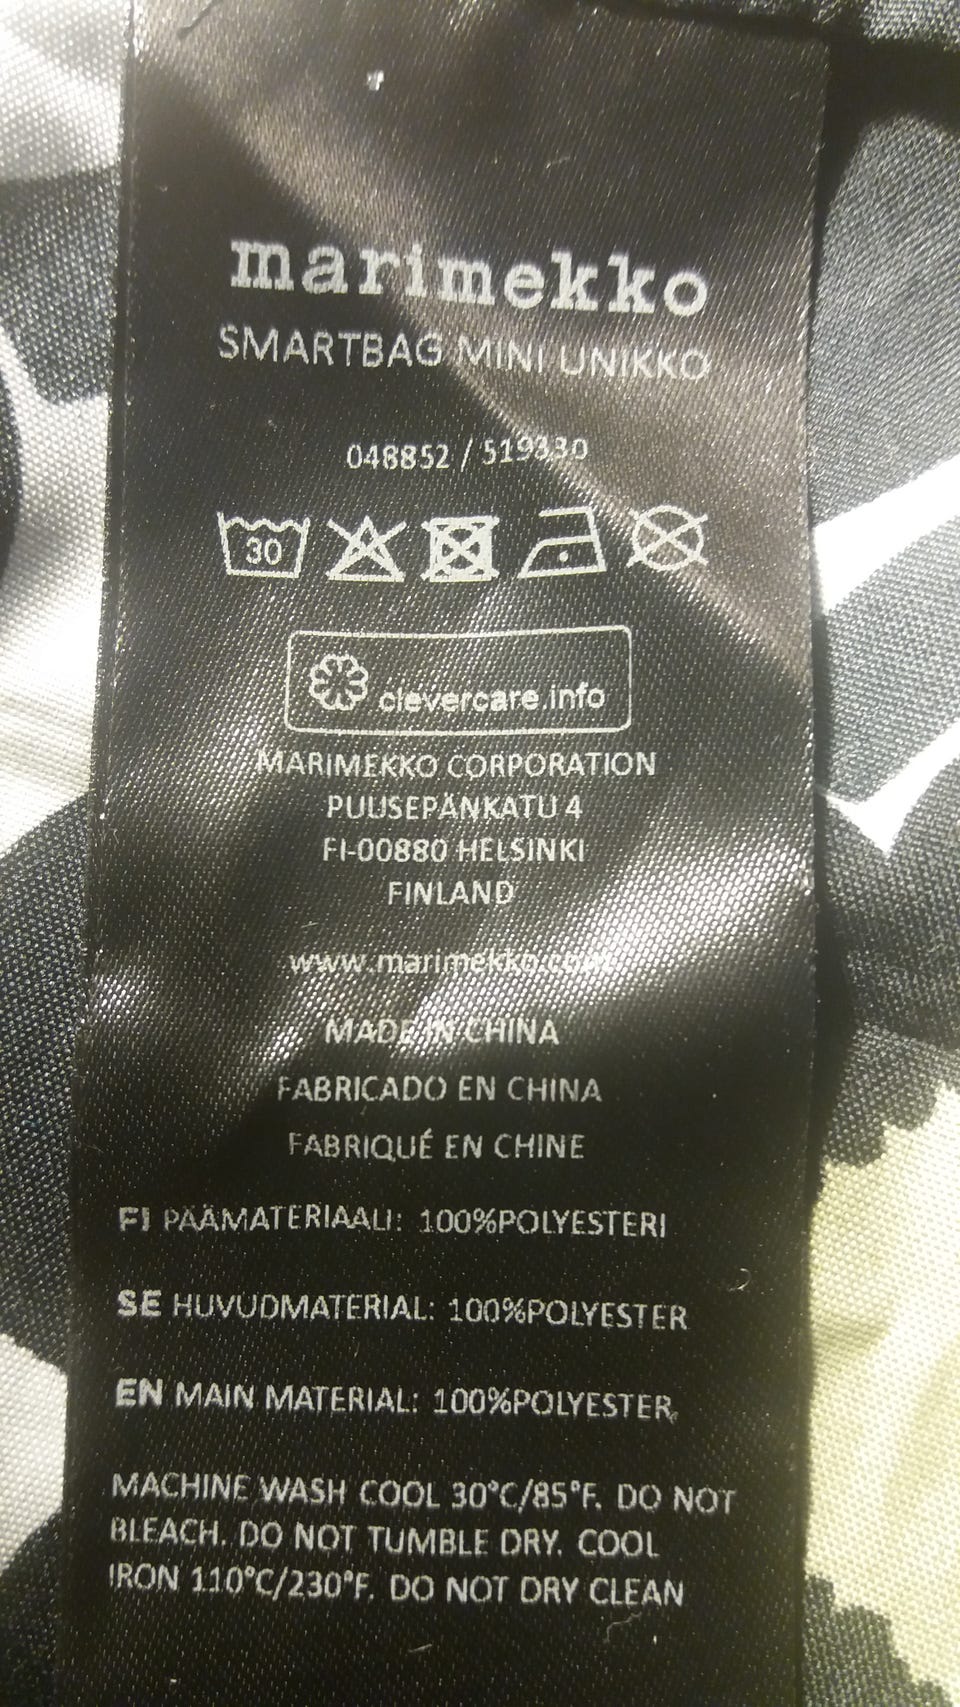 marimekko
SMARTBAG MINI UNIKKO
048852 / 519330
30
clevercare.info
MARIMEKKO CORPORATION
PUUSEPÄNKATU 4
FI-00880 HELSINKI
FINLAND
www.marimekko.com
MADE IN CHINA
FABRICADO EN CHINA
FABRIQUÉ EN CHINE
FI PÄÄMATERIAALI: 100%POLYESTERI
SE HUVUDMATERIAL: 100%POLYESTER
EN MAIN MATERIAL: 100%POLYESTER
MACHINE WASH COOL 30°C/85°F. DO NOT
BLEACH. DO NOT TUMBLE DRY. COOL
IRON 110°C/230°F. DO NOT DRY CLEAN